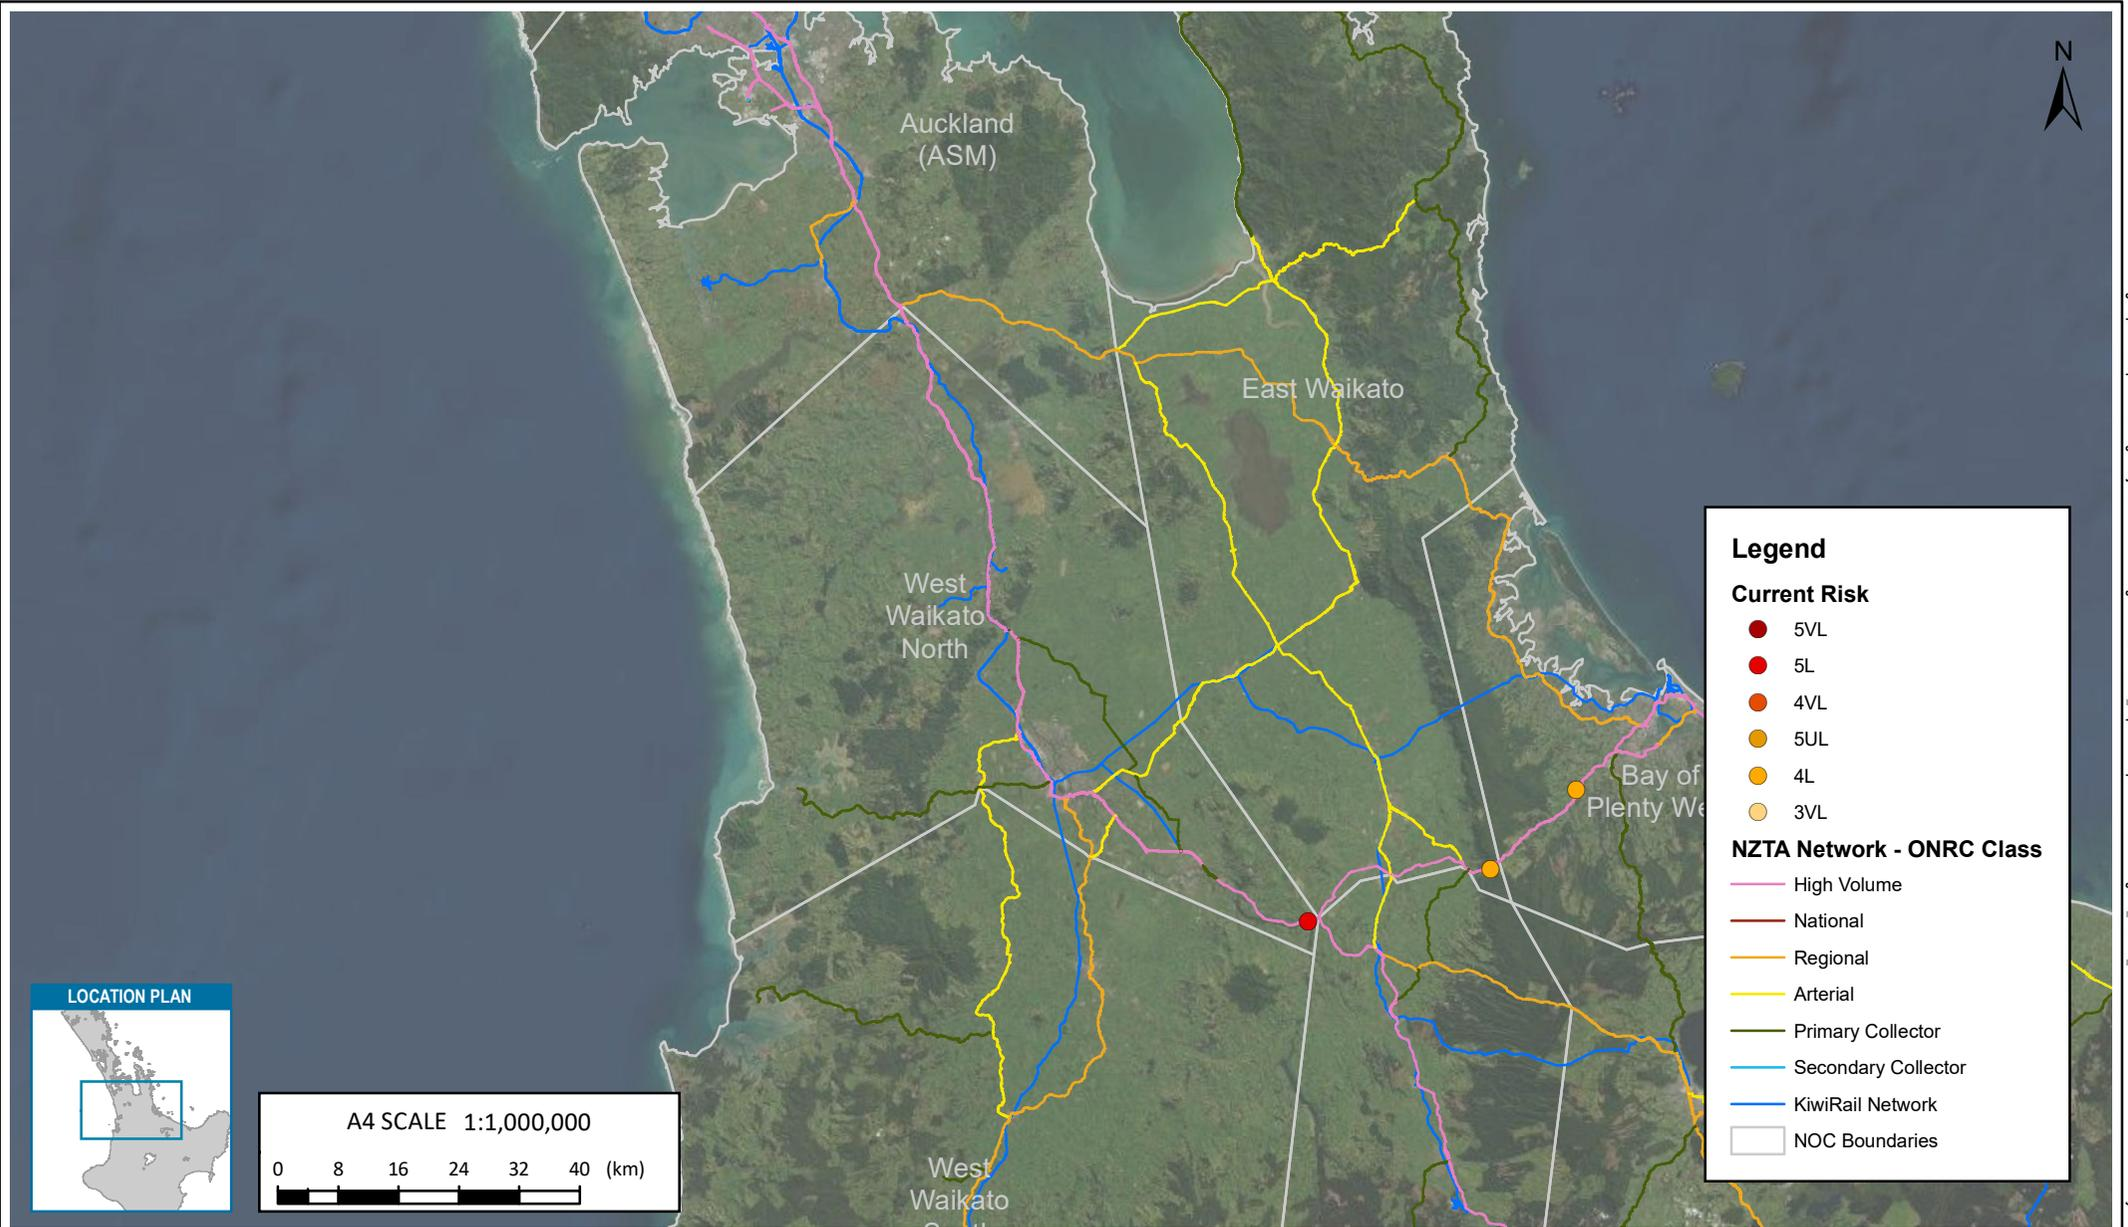 N
Auckland
(ASM)
East Waikato
West
Waikato
North
Bay of
Plenty We
West
Waikato
South
Legend
Current Risk
5VL
5L
4VL
5UL
4L
3VL
NZTA Network - ONRC Class
High Volume
National
Regional
Arterial
Primary Collector
Secondary Collector
KiwiRail Network
NOC Boundaries
LOCATION PLAN
A4 SCALE 1:1,000,000
0 8 16 24 32 40 (km)